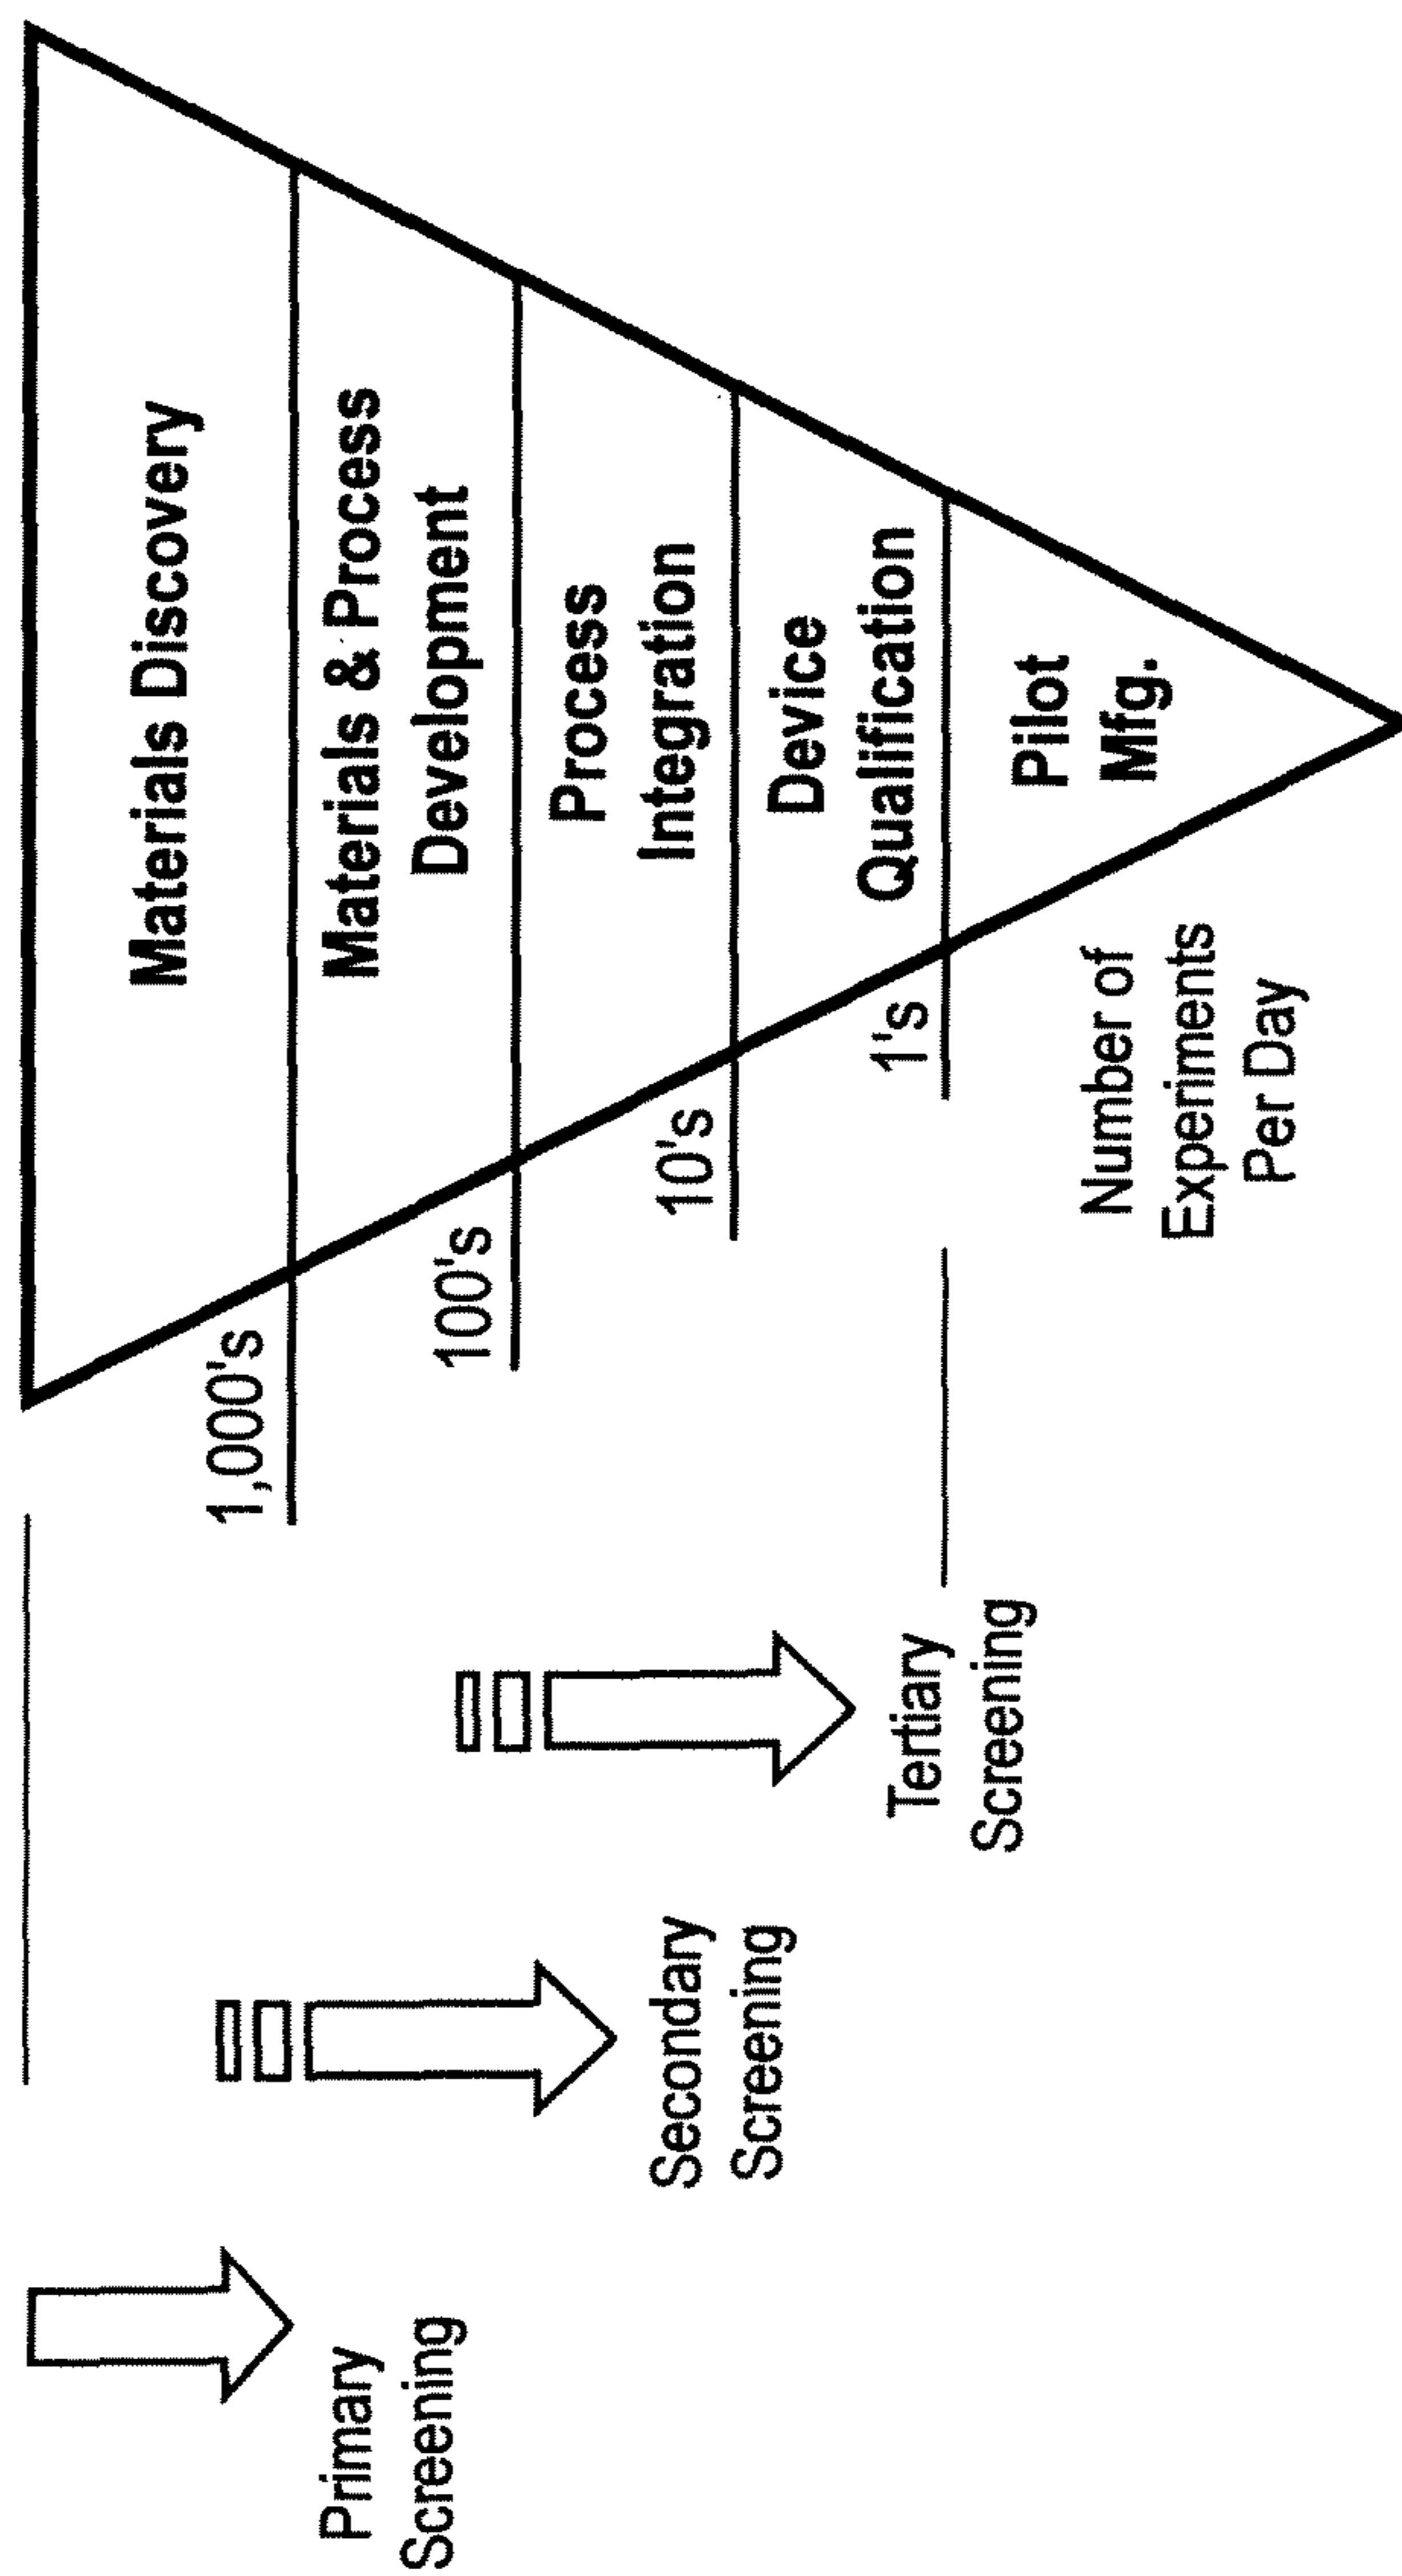 Materials Discovery
Materials & Process
Development
Process
Integration
Device
Qualification
Pilot
Mfg.
1,000's
100's
10's
1's
Number of
Experiments
Per Day
Primary
Screening
Secondary
Screening
Tertiary
Screening